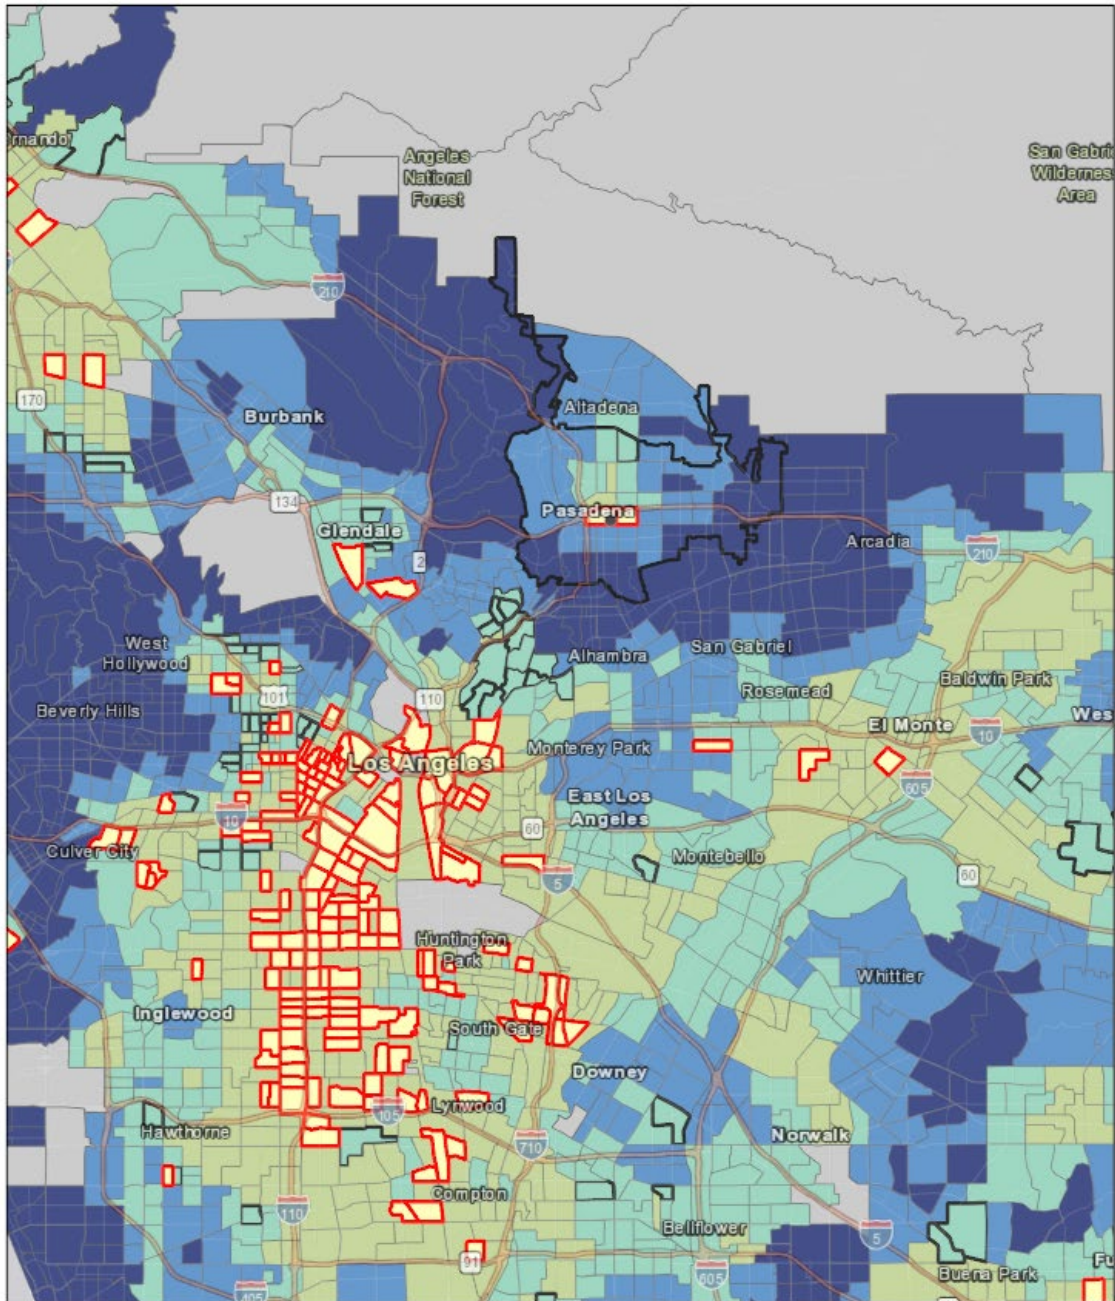 rnando
Angeles
National
Forest
San Gabri
Wildernes
Area
210
170
Burbank
Altadena
134
Pasadena
Glendale
2
Arcadia
210
West
Hollywood
San Gabriel
Alhambra
Rosemead
Baldwin Park
101
110
Beverly Hills
El Monte
Wes
10
Monterey Park
Los Angeles
605
East Los
Angeles
10
60
Culver City
Montebello
5
60
Huntington
Park
Whittier
Inglewood
South Gate
Downey
105
Lynwood
Hawthorne
Norwalk
710
Compton
110
Bellflower
5
91
605
Buena Park
Fu
405